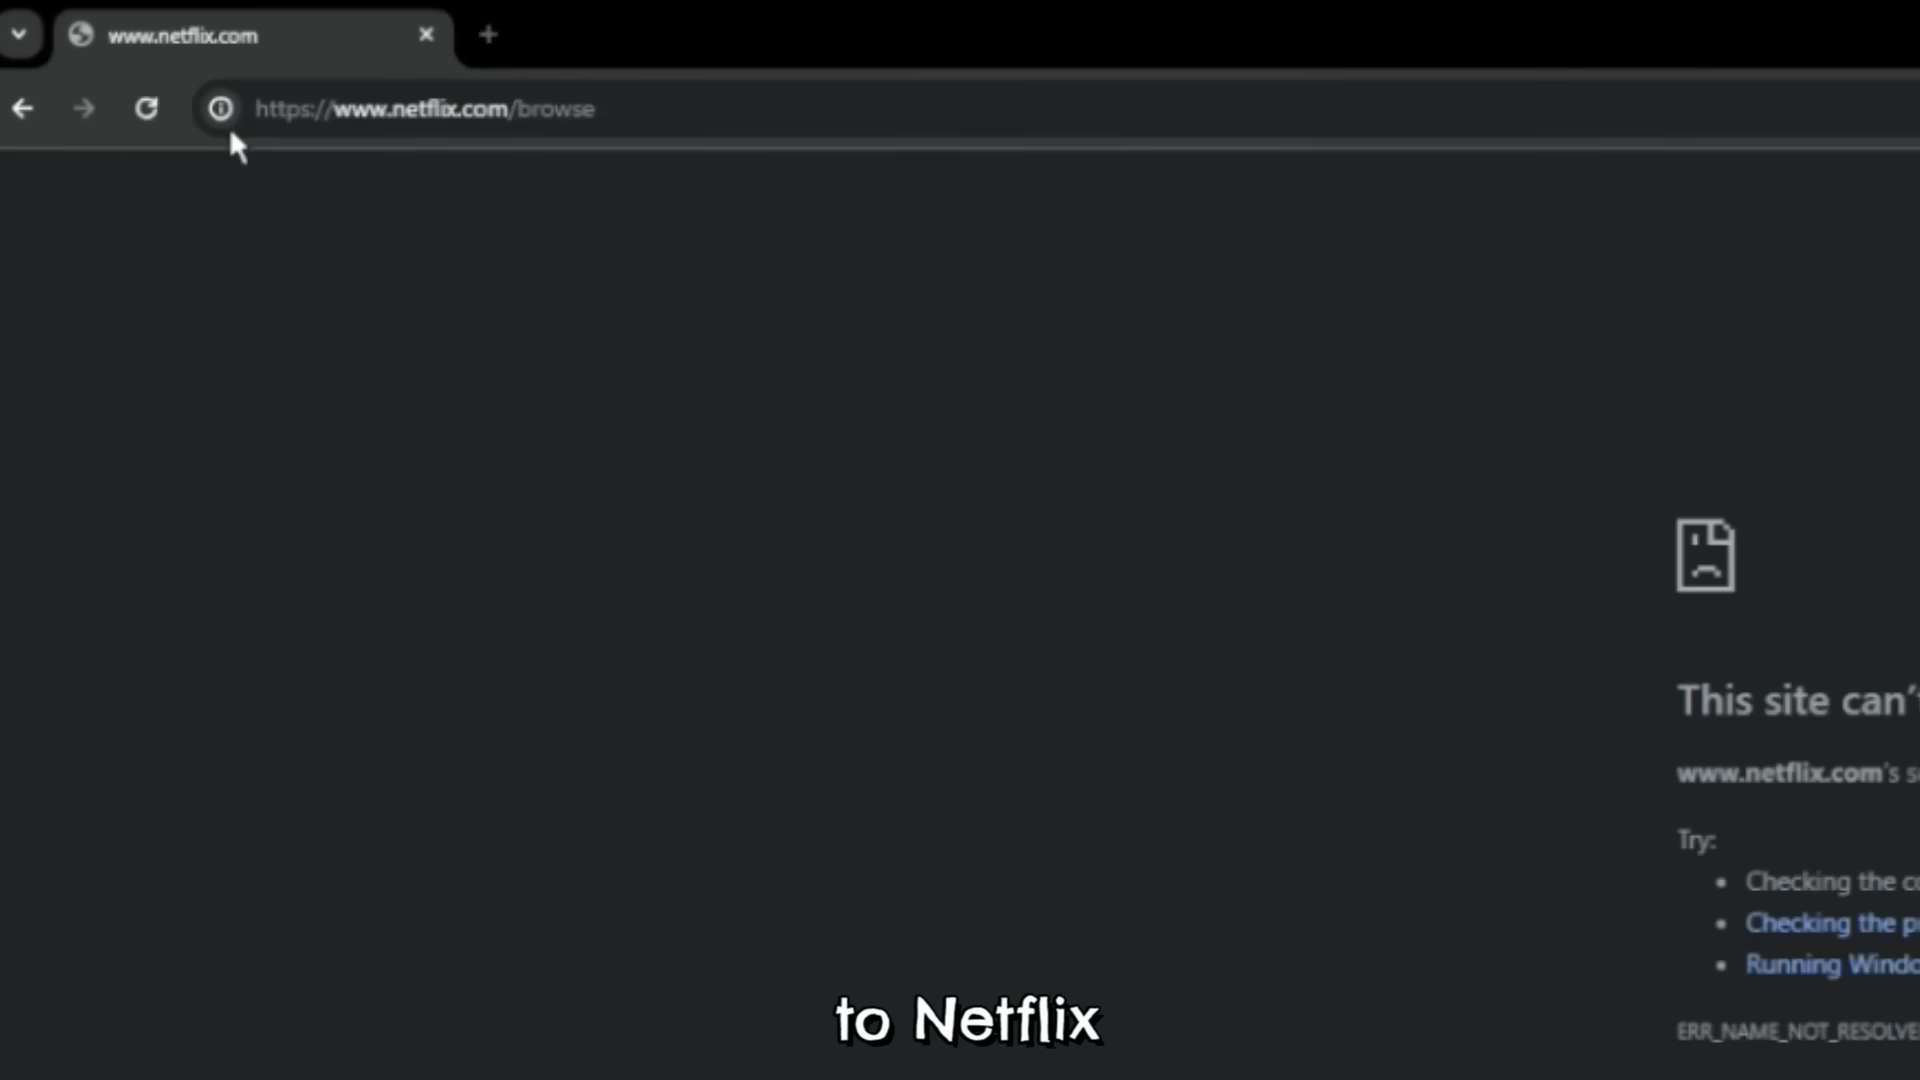 www.netflix.com
https://www.netflix.com/browse
This site can't
www.netflix.com's
Try:
Checking the
Checking the
Running
ERR_NAME_NOT_RESOLVE
to Netflix